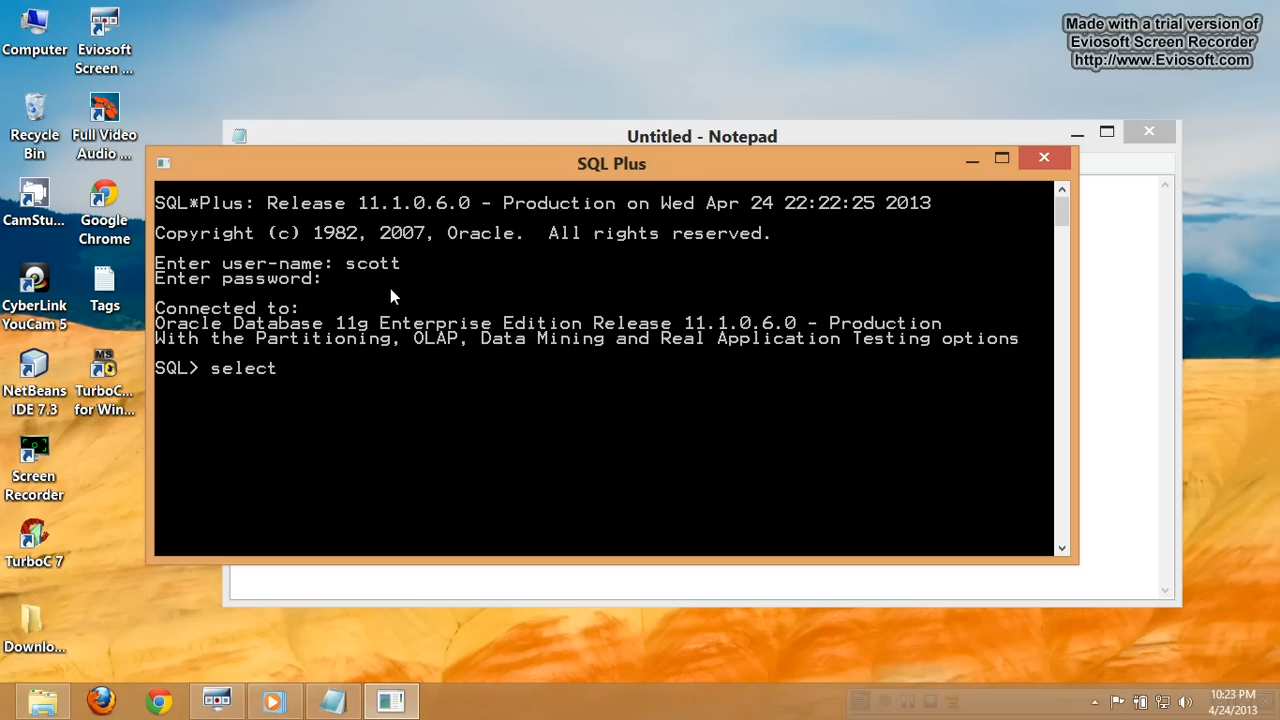 Made with a trial version of
Eviosoft Screen Recorder
http://www.Eviosoft.com
Computer
Eviosoft
Screen ...
Recycle
Bin
Full Video
Audio ...
CamStu...
Google
Chrome
CyberLink
YouCam 5
Tags
NetBeans
IDE 7.3
TurboC...
for Win...
Screen
Recorder
TurboC 7
Downlo...
Untitled - Notepad
SQL Plus
SQL*Plus: Release 11.1.0.6.0 - Production on Wed Apr 24 22:22:25 2013
Copyright (c) 1982, 2007, Oracle.  All rights reserved.
Enter user-name: scott
Enter password:
Connected to:
Oracle Database 11g Enterprise Edition Release 11.1.0.6.0 - Production
With the Partitioning, OLAP, Data Mining and Real Application Testing options
SQL> select
10:23 PM
4/24/2013